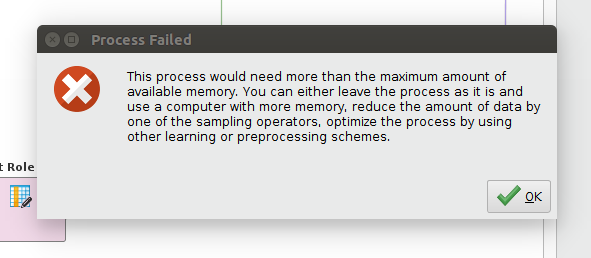 Process Failed
This process would need more than the maximum amount of
available memory. You can either leave the process as it is and
use a computer with more memory, reduce the amount of data by
one of the sampling operators, optimize the process by using
other learning or preprocessing schemes.
t Role
OK